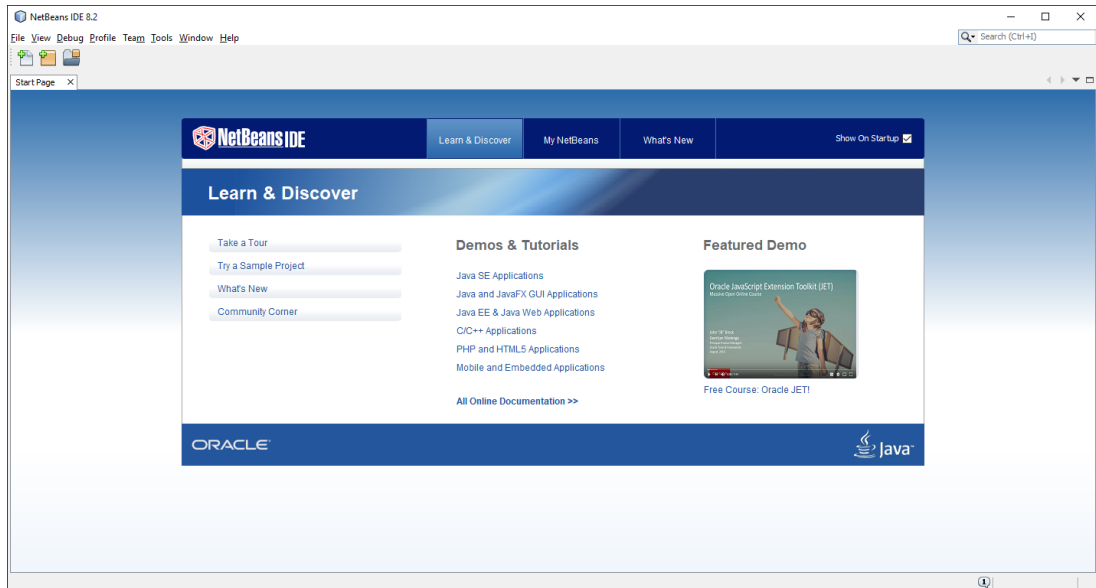 NetBeans IDE 8.2
File View Debug Profile Team Tools Window Help
Search (Ctrl+I)
Start Page
NetBeans IDE
Learn & Discover
My NetBeans
What's New
Show On Startup
Learn & Discover
Take a Tour
Try a Sample Project
What's New
Community Corner
Demos & Tutorials
Java SE Applications
Java and JavaFX GUI Applications
Java EE & Java Web Applications
C/C++ Applications
PHP and HTML5 Applications
Mobile and Embedded Applications
All Online Documentation >>
Featured Demo
Oracle JavaScript Extension Toolkit (JET)
Massive Open Online Course
Free Course: Oracle JET!
ORACLE
Java
1